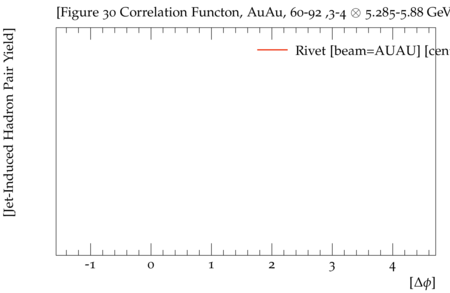 [Figure 30 Correlation Functon, AuAu, 60-92 ,3-4 ⊗ 5.285-5.88 GeV
Rivet [beam=AUAU] [cen
[Jet-Induced Hadron Pair Yield]
-1 0 1 2 3 4
[Δϕ]